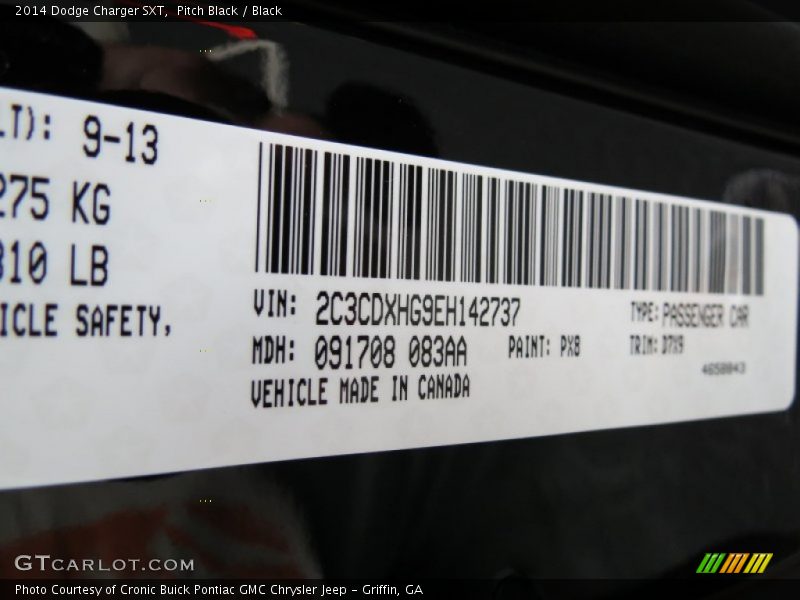 2014 Dodge Charger SXT, Pitch Black / Black
LT): 9-13
275 KG
310 LB
ICLE SAFETY,
VIN: 2C3CDXHG9EH142737
TYPE: PASSENGER CAR
MDH: 091708 083AA
PAINT: PX8
TRIM: D7X9
VEHICLE MADE IN CANADA
4658843
GTCARLOT.COM
Photo Courtesy of Cronic Buick Pontiac GMC Chrysler Jeep - Griffin, GA